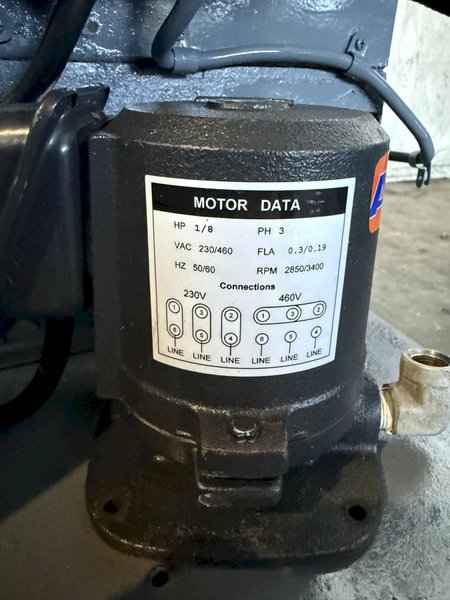 MOTOR DATA
HP 1/8 PH 3
VAC 230/460 FLA 0.3/0.19
HZ 50/60 RPM 2850/3400
Connections
230V 460V
1 3 2 1 3 2
6 5 4 6 5 4
LINE LINE LINE LINE LINE LINE